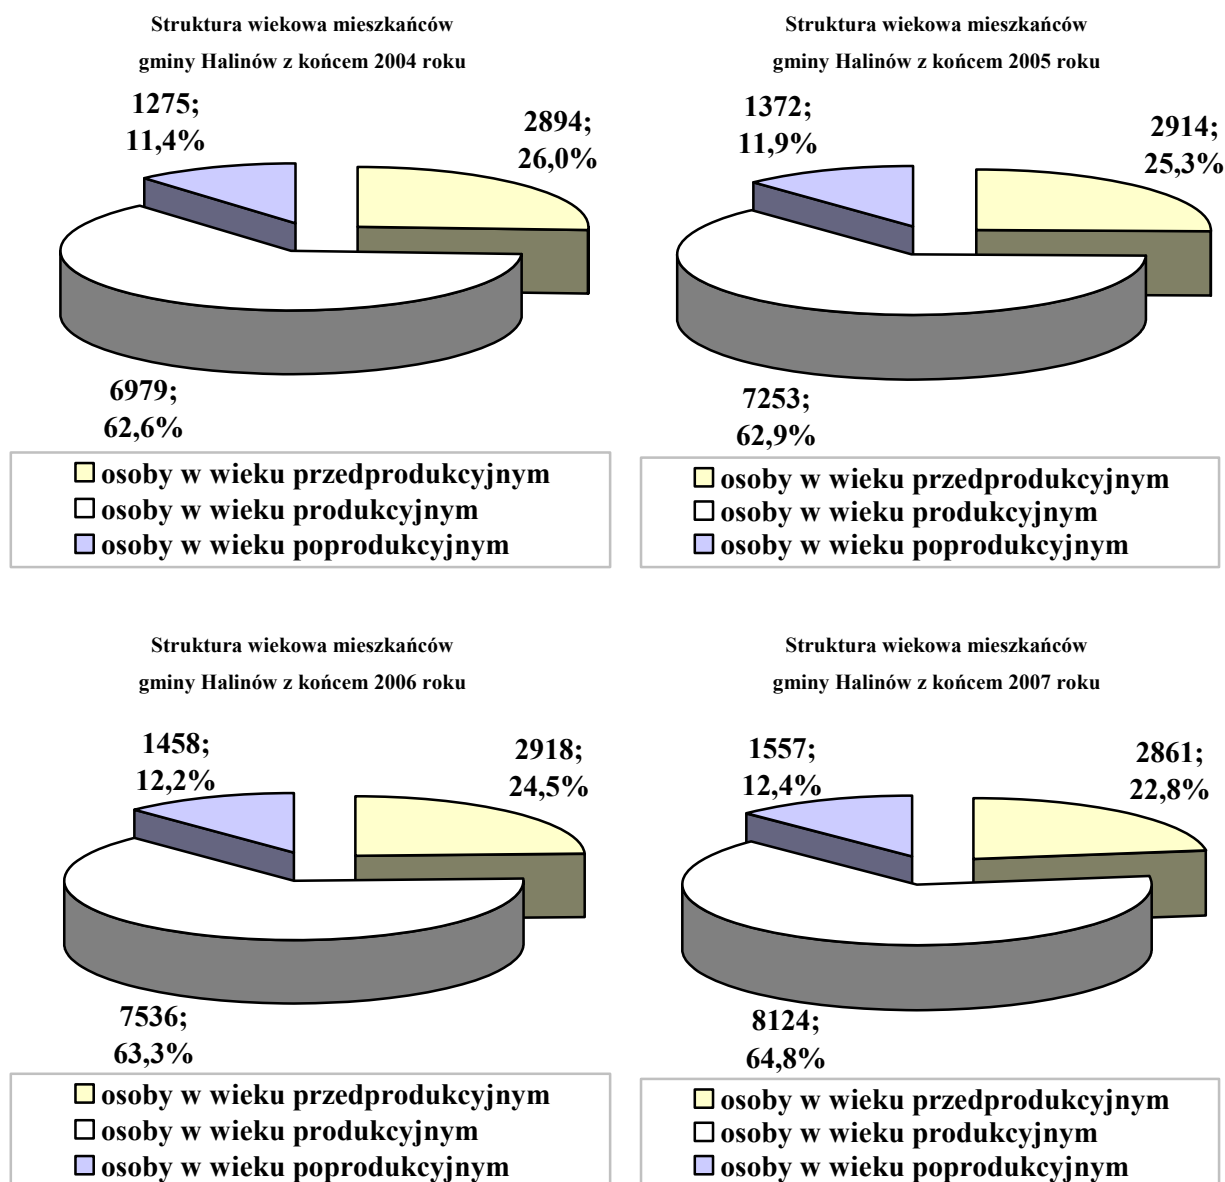 Struktura wiekowa mieszkańców
gminy Halinów z końcem 2004 roku
1275;
11,4%
2894;
26,0%
6979;
62,6%
osoby w wieku przedprodukcyjnym
osoby w wieku produkcyjnym
osoby w wieku poprodukcyjnym
Struktura wiekowa mieszkańców
gminy Halinów z końcem 2005 roku
1372;
11,9%
2914;
25,3%
7253;
62,9%
osoby w wieku przedprodukcyjnym
osoby w wieku produkcyjnym
osoby w wieku poprodukcyjnym
Struktura wiekowa mieszkańców
gminy Halinów z końcem 2006 roku
1458;
12,2%
2918;
24,5%
7536;
63,3%
osoby w wieku przedprodukcyjnym
osoby w wieku produkcyjnym
osoby w wieku poprodukcyjnym
Struktura wiekowa mieszkańców
gminy Halinów z końcem 2007 roku
1557;
12,4%
2861;
22,8%
8124;
64,8%
osoby w wieku przedprodukcyjnym
osoby w wieku produkcyjnym
osoby w wieku poprodukcyjnym